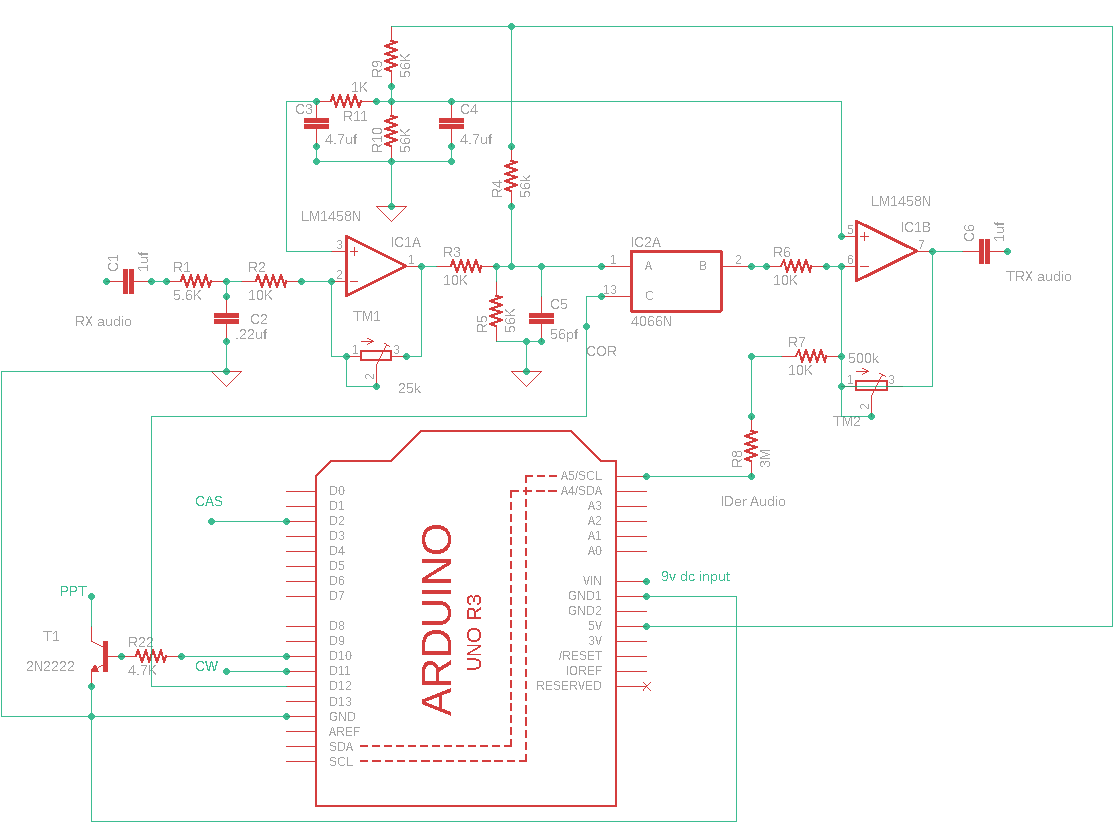 R9
56K
1K
R11
C3
4.7uf
R10
56K
C4
4.7uf
R4
56k
LM1458N
IC1A
3
2
1
C1
1uf
R1
5.6K
R2
10K
RX audio
C2
.22uf
TM1
1
3
2
25k
R3
10K
R5
56K
C5
56pf
IC2A
1
A
B
2
13
C
4066N
COR
R6
10K
LM1458N
IC1B
5
6
7
C6
1uf
TRX audio
R7
10K
500k
1
3
2
TM2
R8
3M
IDer Audio
CAS
D0
D1
D2
D3
D4
D5
D6
D7
D8
D9
D10
D11
D12
D13
GND
AREF
SDA
SCL
ARDUINO
UNO R3
A5/SCL
A4/SDA
A3
A2
A1
A0
VIN
GND1
GND2
5V
3V
/RESET
IOREF
RESERVED
9v dc input
PPT
T1
2N2222
R22
4.7K
CW